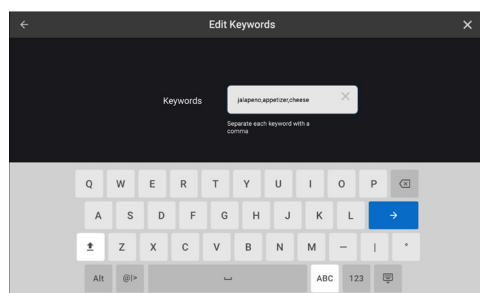 Edit Keywords
Keywords
jalapeno,appetizer,cheese
Separate each keyword with a
comma
Q W E R T Y U I O P
A S D F G H J K L
Z X C V B N M — | °
Alt @|> ABC 123